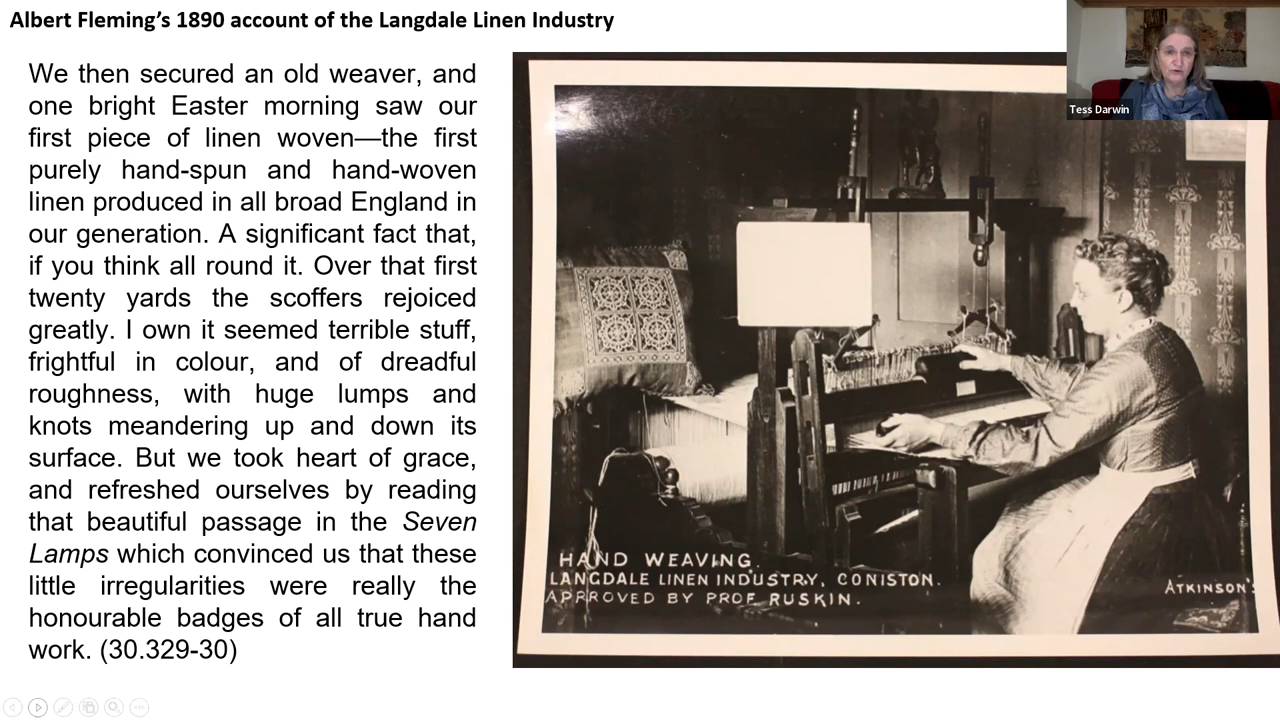 Albert Fleming’s 1890 account of the Langdale Linen Industry
We then secured an old weaver, and
one bright Easter morning saw our
first piece of linen woven—the first
purely hand-spun and hand-woven
linen produced in all broad England in
our generation. A significant fact that,
if you think all round it. Over that first
twenty yards the scoffers rejoiced
greatly. I own it seemed terrible stuff,
frightful in colour, and of dreadful
roughness, with huge lumps and
knots meandering up and down its
surface. But we took heart of grace,
and refreshed ourselves by reading
that beautiful passage in the Seven
Lamps which convinced us that these
little irregularities were really the
honourable badges of all true hand
work. (30.329-30)
Tess Darwin
HAND WEAVING.
LANGDALE LINEN INDUSTRY, CONISTON.
APPROVED BY PROF RUSKIN.
ATKINSON'S